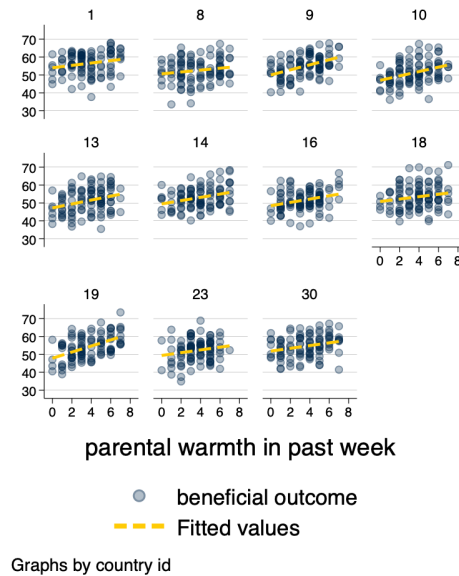 1 8 9 10
70
60
50
40
30
13 14 16 18
70
60
50
40
30
0 2 4 6 8
19 23 30
70
60
50
40
30
0 2 4 6 8 0 2 4 6 8 0 2 4 6 8
parental warmth in past week
beneficial outcome
Fitted values
Graphs by country id